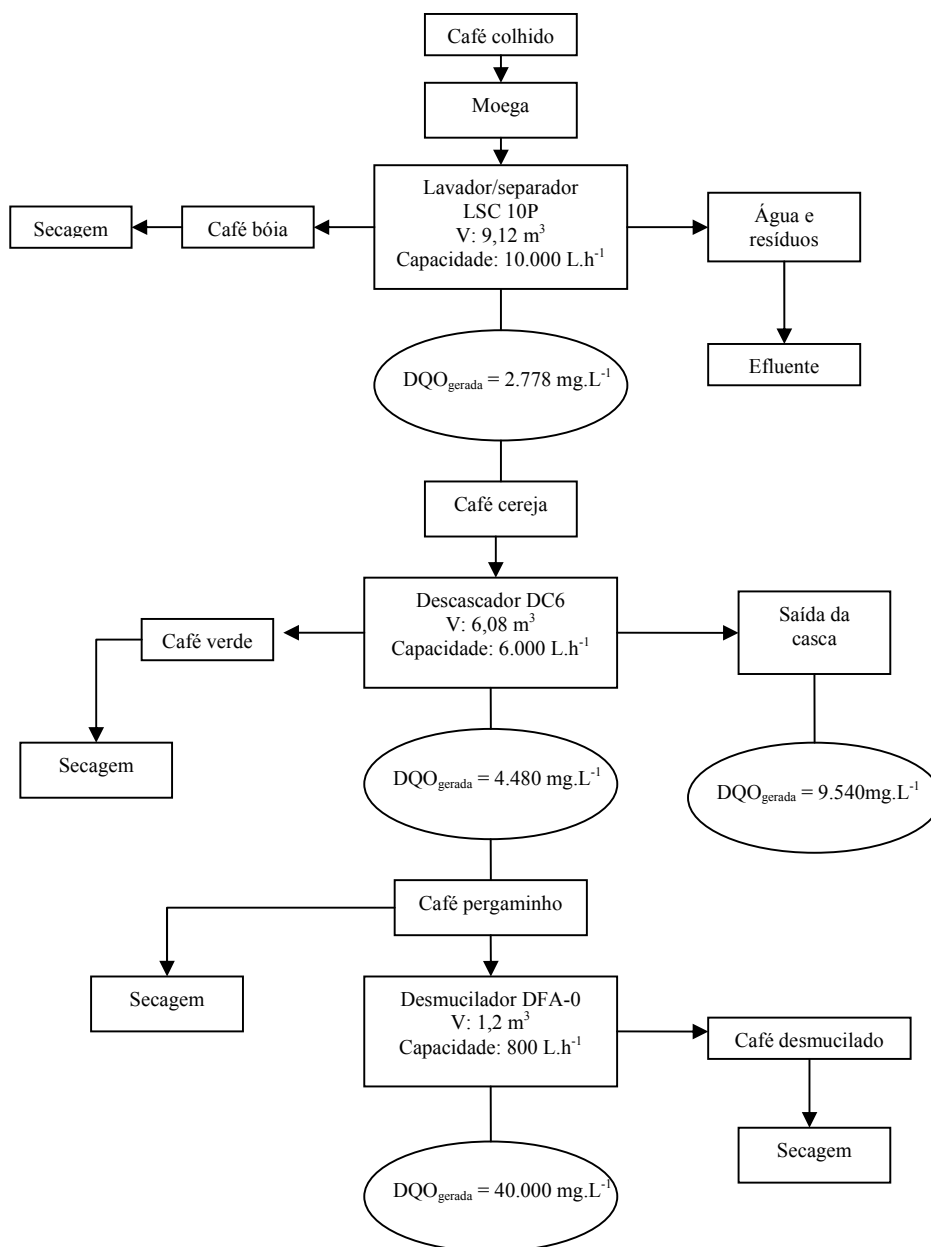 Café colhido
Moega
Lavador/separador
LSC 10P
V: 9,12 m³
Capacidade: 10.000 L.h⁻¹
Secagem
Café bóia
Água e
resíduos
Efluente
DQOgerada = 2.778 mg.L⁻¹
Café cereja
Descascador DC6
V: 6,08 m³
Capacidade: 6.000 L.h⁻¹
Café verde
Saída da
casca
Secagem
DQOgerada = 4.480 mg.L⁻¹
DQOgerada = 9.540mg.L⁻¹
Café pergaminho
Secagem
Desmucilador DFA-0
V: 1,2 m³
Capacidade: 800 L.h⁻¹
Café desmucilado
Secagem
DQOgerada = 40.000 mg.L⁻¹